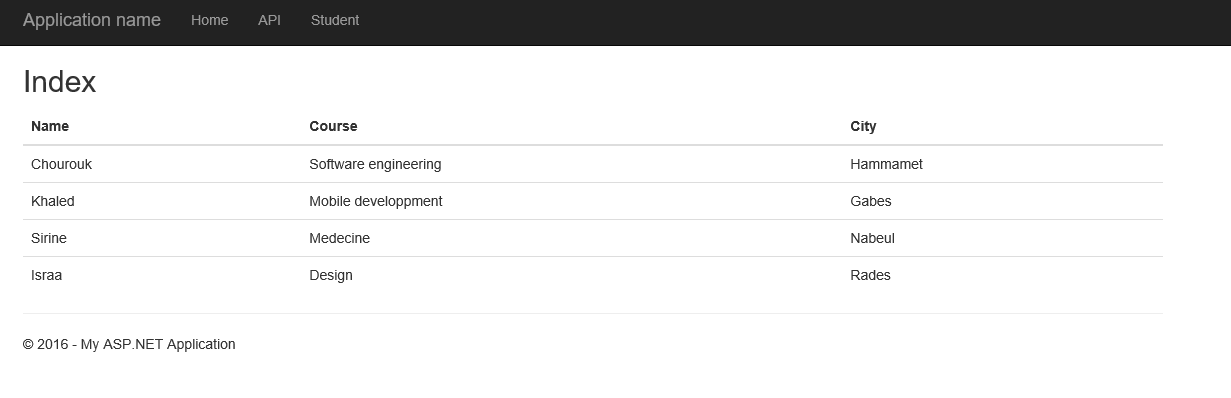 Application name Home API Student
Index
Name Course City
Chourouk Software engineering Hammamet
Khaled Mobile developpment Gabes
Sirine Medecine Nabeul
Israa Design Rades
© 2016 - My ASP.NET Application